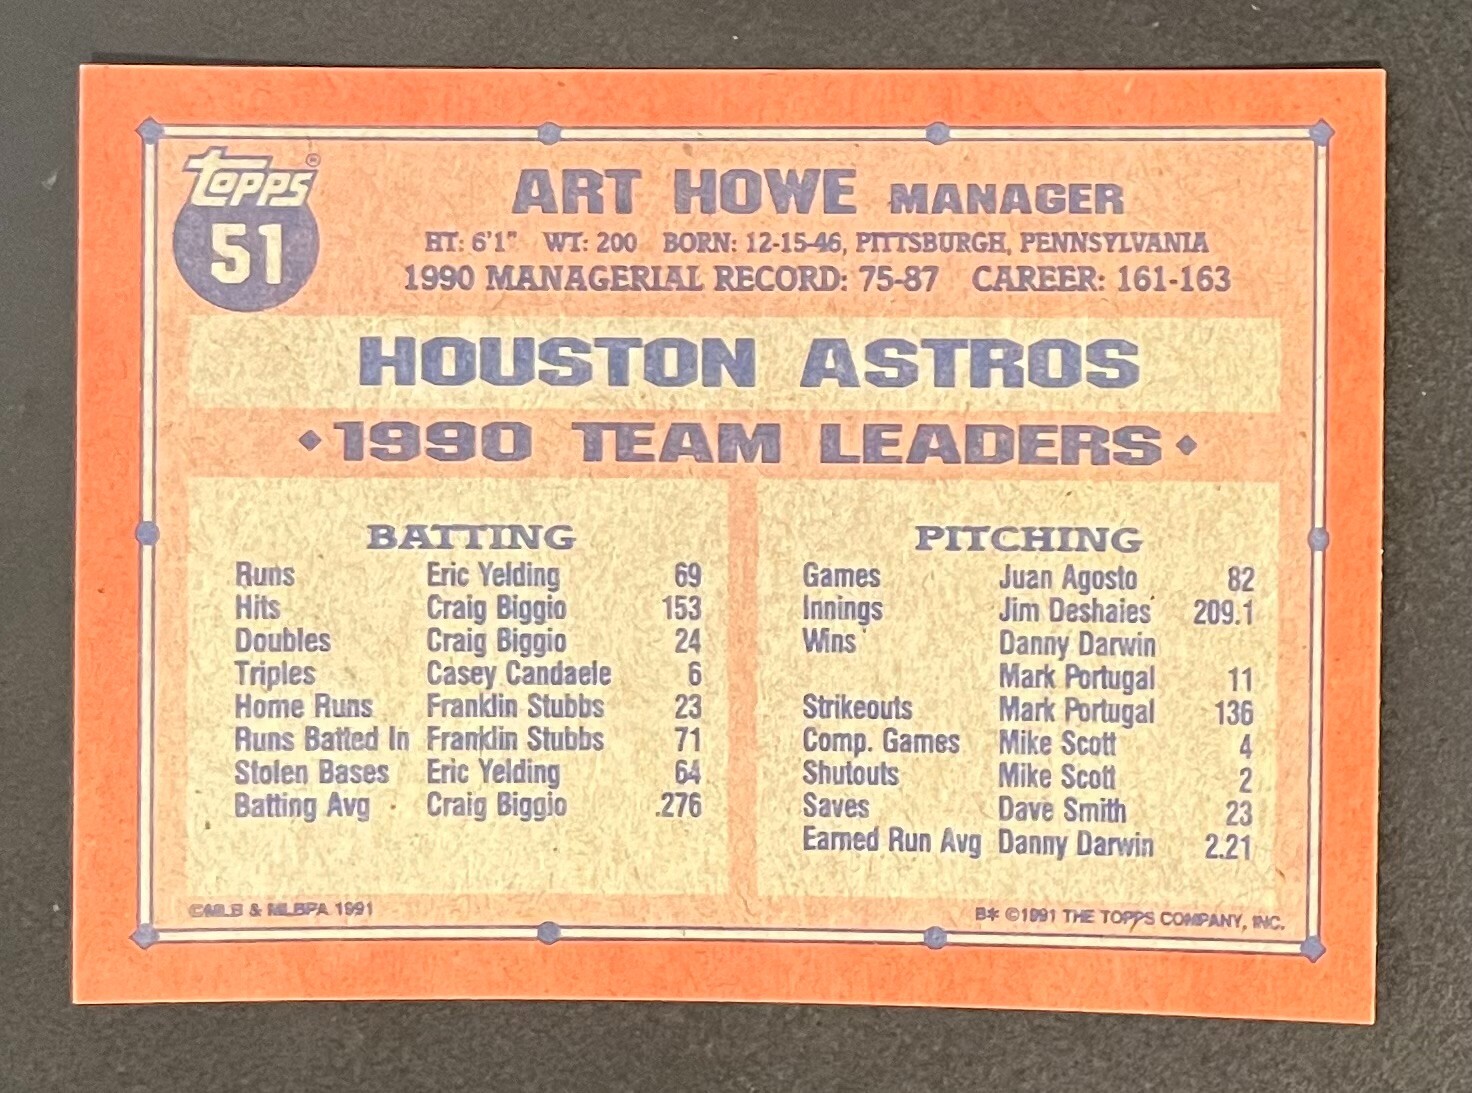 topps®
51
ART HOWE MANAGER
HT: 6'1" WT: 200 BORN: 12-15-46, PITTSBURGH, PENNSYLVANIA
1990 MANAGERIAL RECORD: 75-87 CAREER: 161-163
HOUSTON ASTROS
1990 TEAM LEADERS
BATTING
Runs Eric Yelding 69
Hits Craig Biggio 153
Doubles Craig Biggio 24
Triples Casey Candaele 6
Home Runs Franklin Stubbs 23
Runs Batted In Franklin Stubbs 71
Stolen Bases Eric Yelding 64
Batting Avg Craig Biggio .276
PITCHING
Games Juan Agosto 82
Innings Jim Deshaies 209.1
Wins Danny Darwin
Mark Portugal 11
Strikeouts Mark Portugal 136
Comp. Games Mike Scott 4
Shutouts Mike Scott 2
Saves Dave Smith 23
Earned Run Avg Danny Darwin 2.21
©MLB & MLBPA 1991
B* ©1991 THE TOPPS COMPANY, INC.